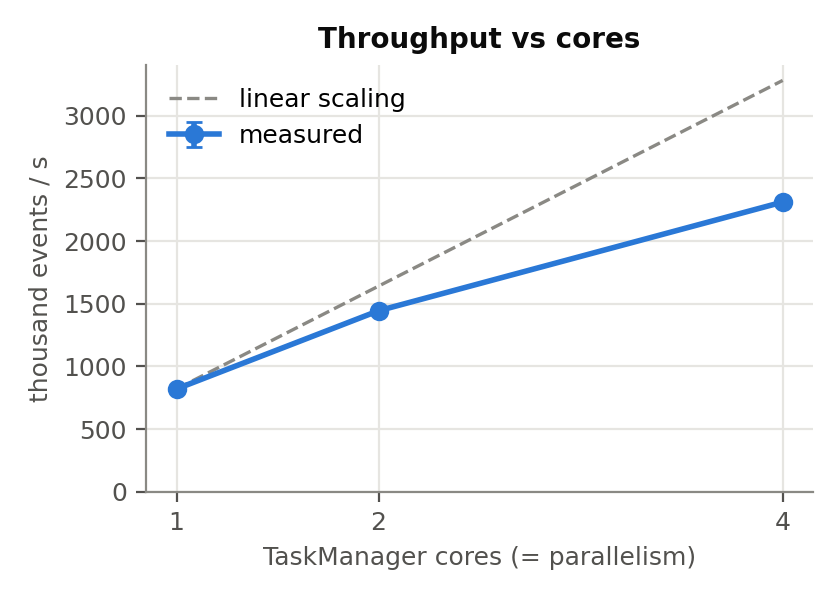 Throughput vs cores
linear scaling
measured
3000
2500
2000
1500
1000
500
0
thousand events / s
1 2 4
TaskManager cores (= parallelism)